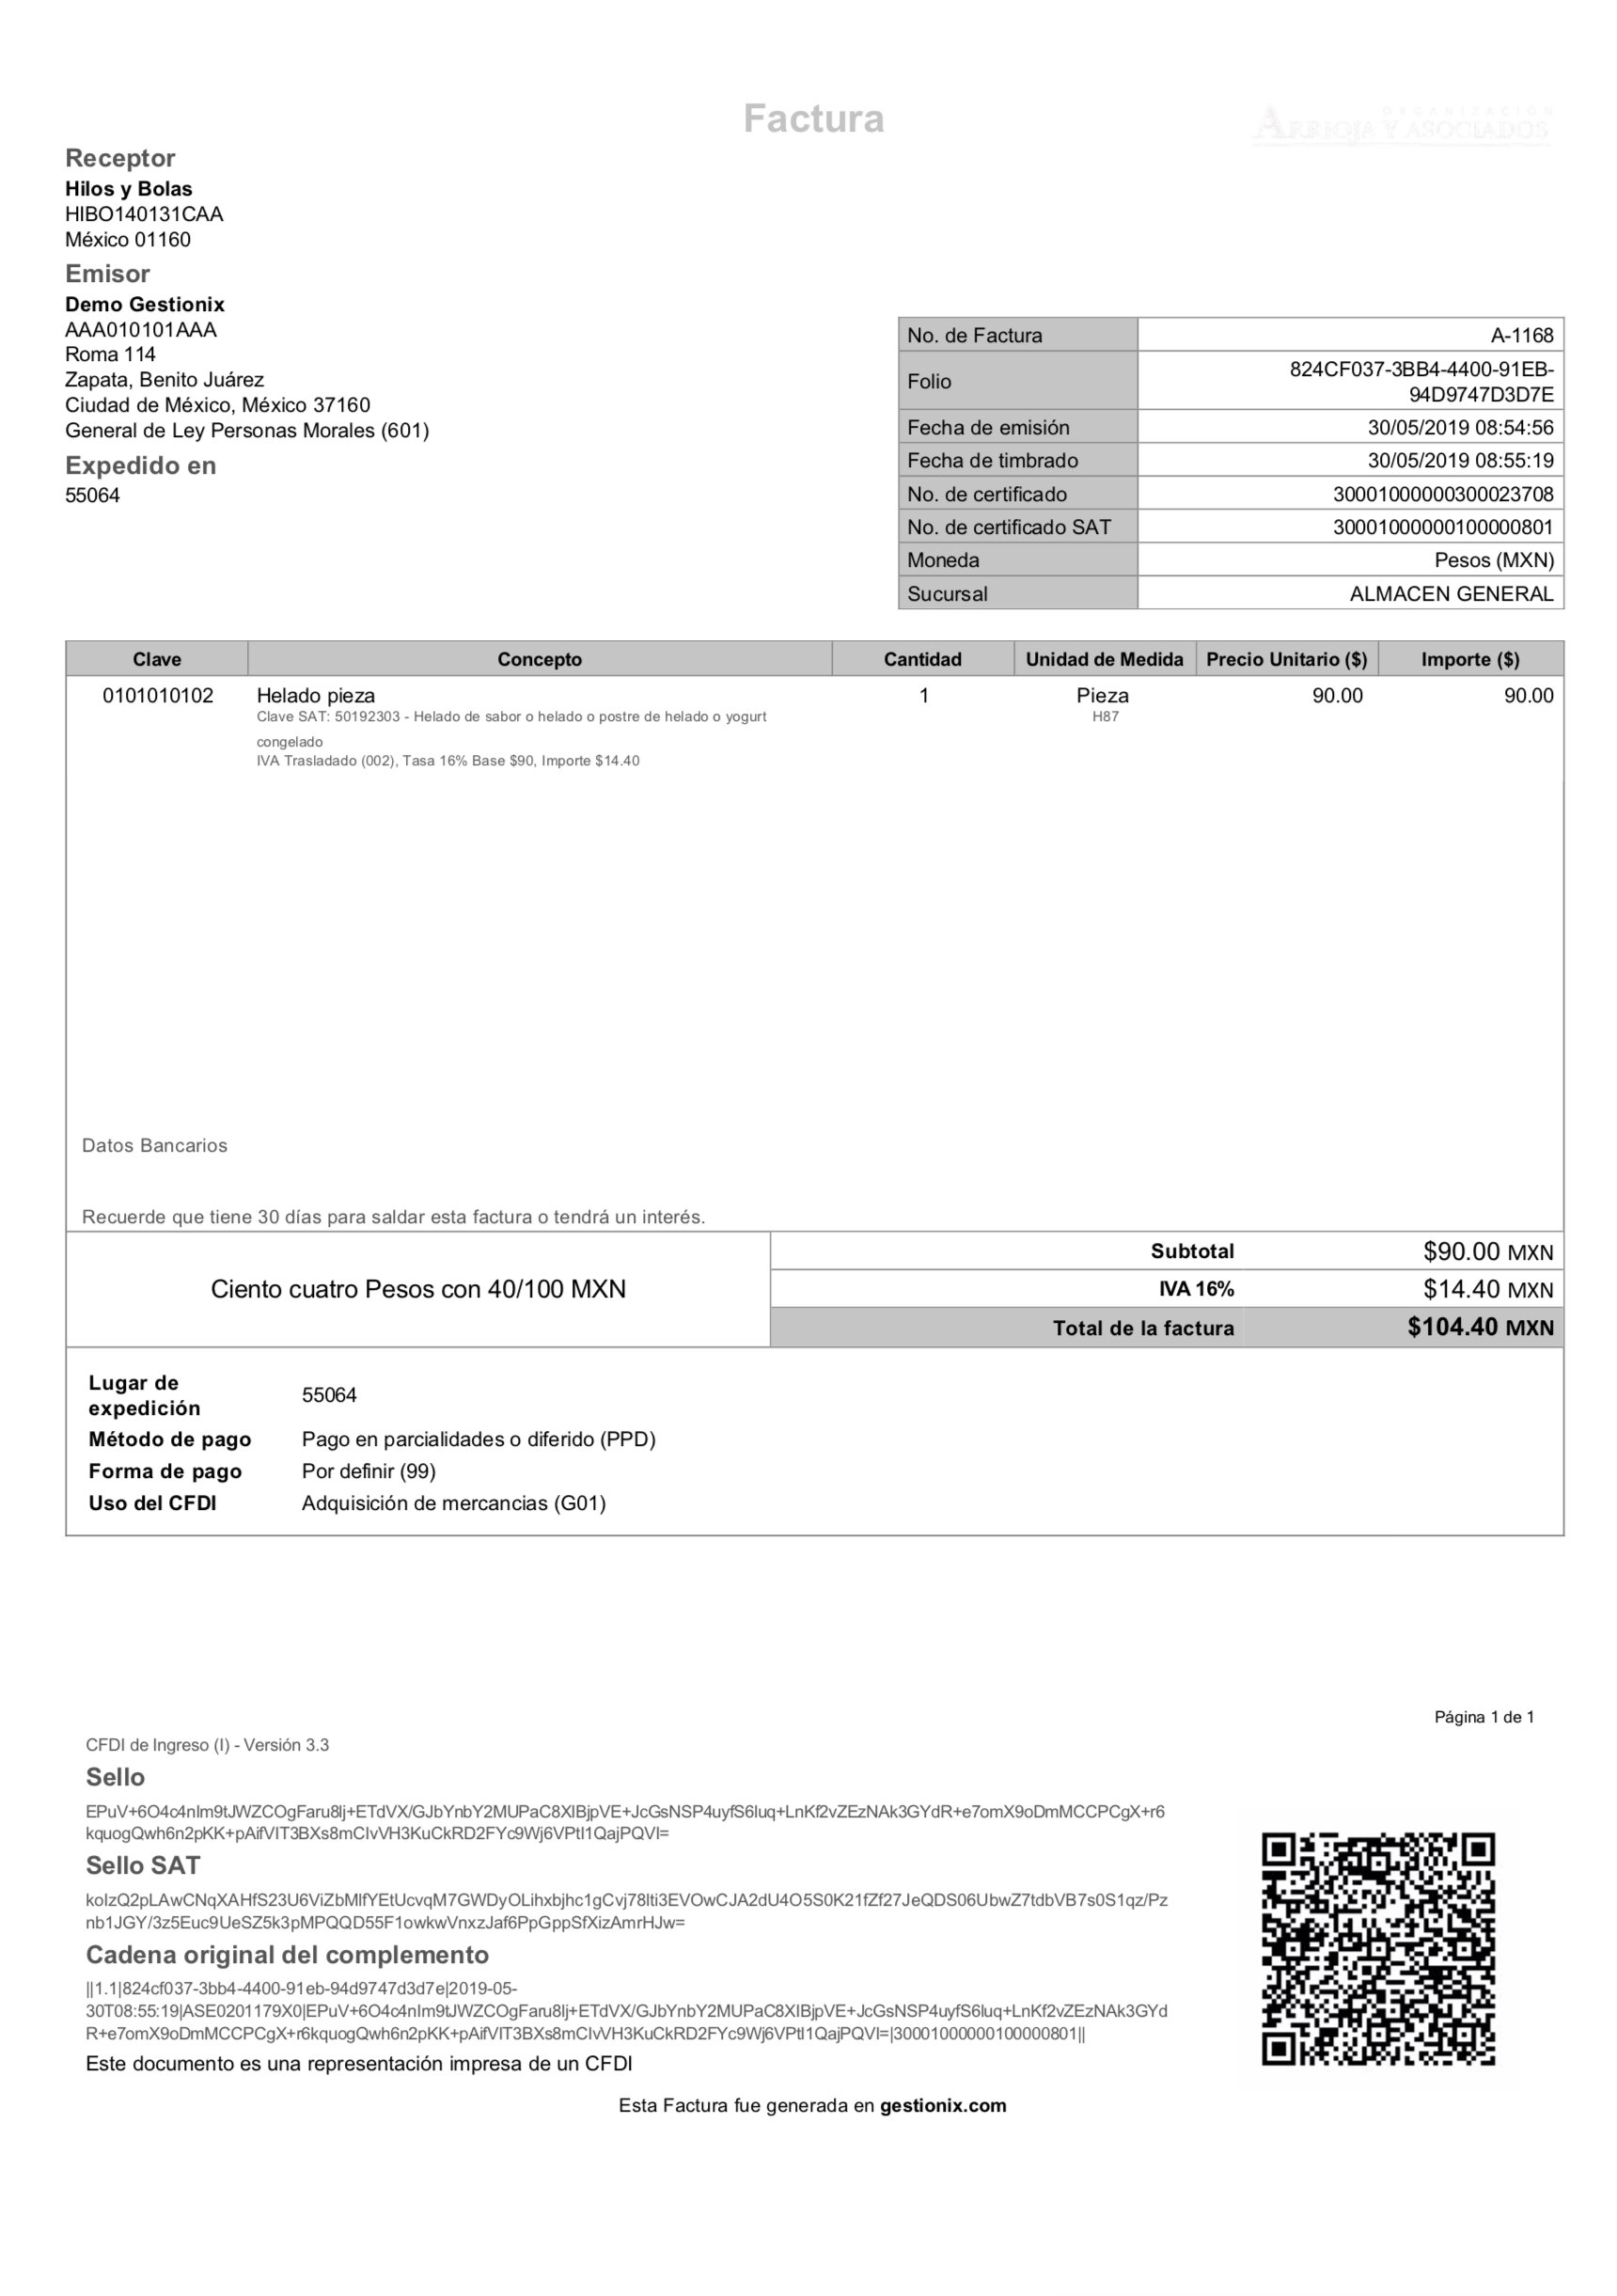 Factura
ORGANIZACIÓN
ARRIOJA Y ASOCIADOS
Receptor
Hilos y Bolas
HIBO140131CAA
México 01160
Emisor
Demo Gestionix
AAA010101AAA
Roma 114
Zapata, Benito Juárez
Ciudad de México, México 37160
General de Ley Personas Morales (601)
Expedido en
55064
No. de Factura A-1168
Folio 824CF037-3BB4-4400-91EB-
94D9747D3D7E
Fecha de emisión 30/05/2019 08:54:56
Fecha de timbrado 30/05/2019 08:55:19
No. de certificado 30001000000300023708
No. de certificado SAT 30001000000100000801
Moneda Pesos (MXN)
Sucursal ALMACEN GENERAL
Clave Concepto Cantidad Unidad de Medida Precio Unitario ($) Importe ($)
0101010102 Helado pieza 1 Pieza 90.00 90.00
Clave SAT: 50192303 - Helado de sabor o helado o postre de helado o yogurt H87
congelado
IVA Trasladado (002), Tasa 16% Base $90, Importe $14.40
Datos Bancarios
Recuerde que tiene 30 días para saldar esta factura o tendrá un interés.
Ciento cuatro Pesos con 40/100 MXN
Subtotal $90.00 MXN
IVA 16% $14.40 MXN
Total de la factura $104.40 MXN
Lugar de
expedición 55064
Método de pago Pago en parcialidades o diferido (PPD)
Forma de pago Por definir (99)
Uso del CFDI Adquisición de mercancias (G01)
Página 1 de 1
CFDI de Ingreso (I) - Versión 3.3
Sello
EPuV+6O4c4nIm9tJWZCOgFaru8lj+ETdVX/GJbYnbY2MUPaC8XIBjpVE+JcGsNSP4uyfS6luq+LnKf2vZEzNAk3GYdR+e7omX9oDmMCCPCgX+r6
kquogQwh6n2pKK+pAifVIT3BXs8mCIvVH3KuCkRD2FYc9Wj6VPtI1QajPQVI=
Sello SAT
koIzQ2pLAwCNqXAHfS23U6ViZbMIfYEtUcvqM7GWDyOLihxbjhc1gCvj78Iti3EVOwCJA2dU4O5S0K21fZf27JeQDS06UbwZ7tdbVB7s0S1qz/Pz
nb1JGY/3z5Euc9UeSZ5k3pMPQQD55F1owkwVnxzJaf6PpGppSfXizAmrHJw=
Cadena original del complemento
||1.1|824cf037-3bb4-4400-91eb-94d9747d3d7e|2019-05-
30T08:55:19|ASE0201179X0|EPuV+6O4c4nIm9tJWZCOgFaru8lj+ETdVX/GJbYnbY2MUPaC8XIBjpVE+JcGsNSP4uyfS6luq+LnKf2vZEzNAk3GYd
R+e7omX9oDmMCCPCgX+r6kquogQwh6n2pKK+pAifVIT3BXs8mCIvVH3KuCkRD2FYc9Wj6VPtI1QajPQVI=|30001000000100000801||
Este documento es una representación impresa de un CFDI
Esta Factura fue generada en gestionix.com